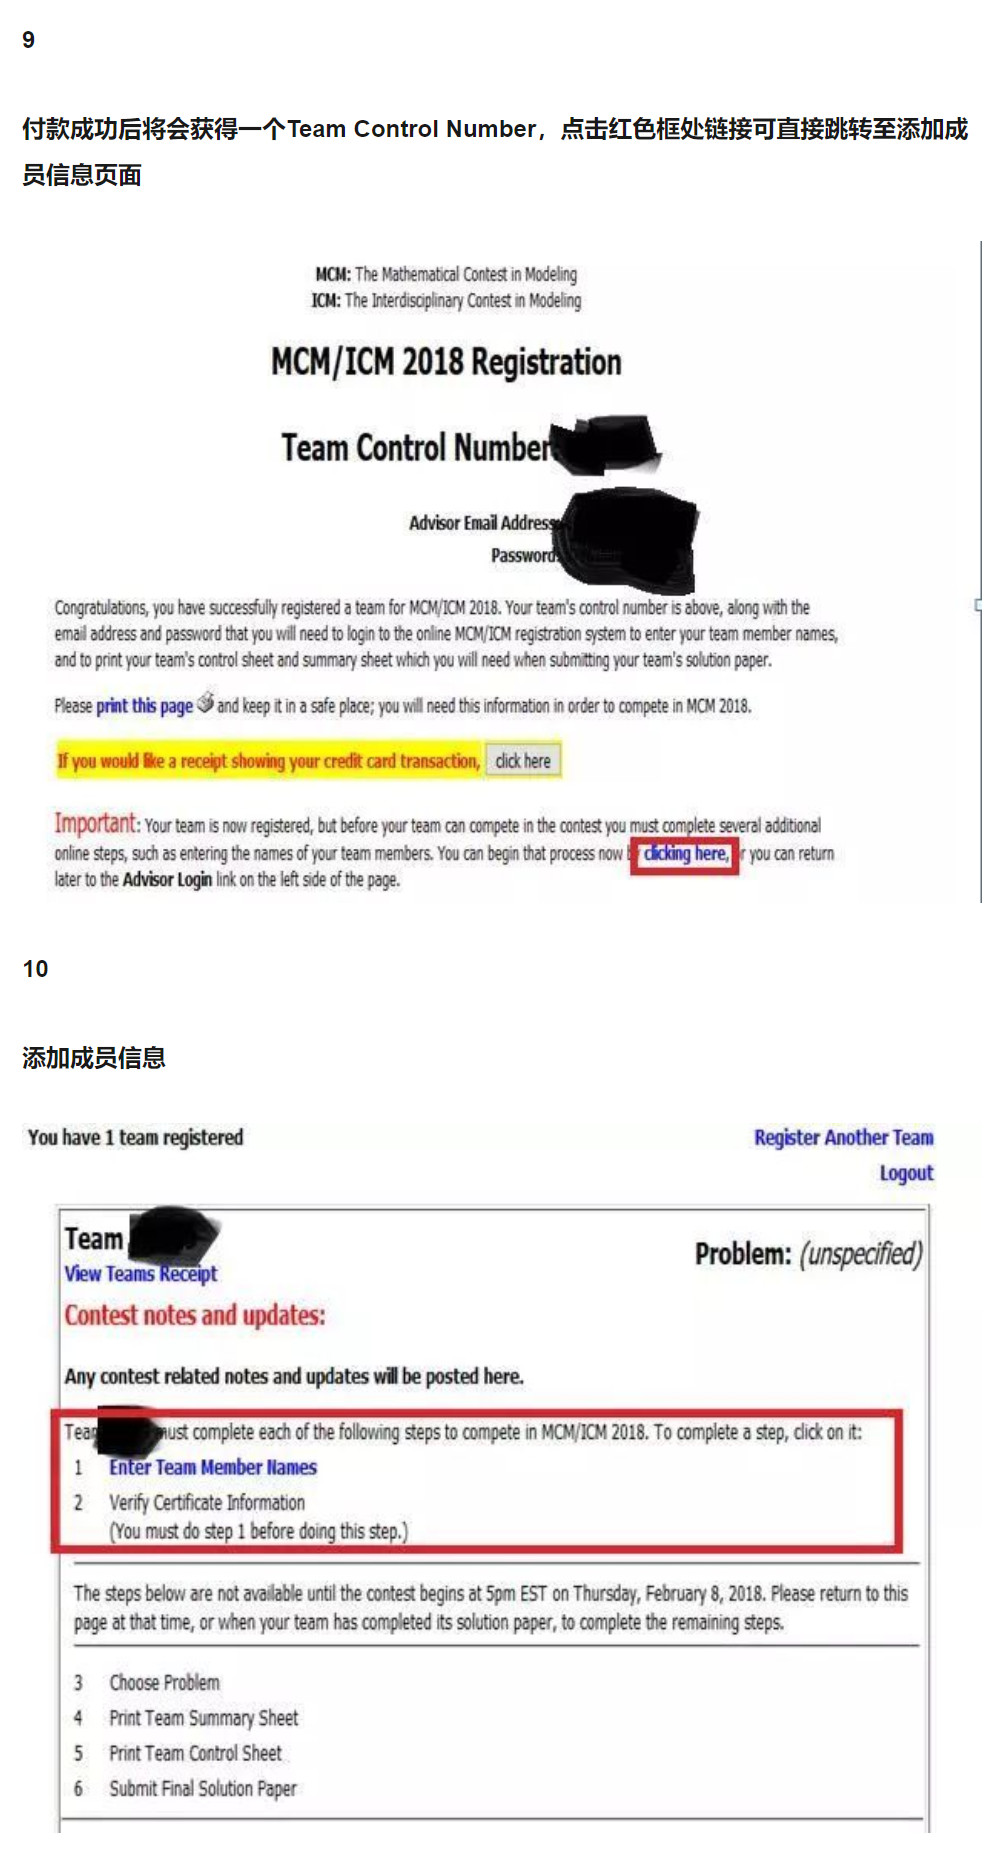 9
付款成功后将会获得一个Team Control Number，点击红色框处链接可直接跳转至添加成
员信息页面
MCM: The Mathematical Contest in Modeling
ICM: The Interdisciplinary Contest in Modeling
MCM/ICM 2018 Registration
Team Control Number
Advisor Email Address
Password:
Congratulations, you have successfully registered a team for MCM/ICM 2018. Your team's control number is above, along with the
email address and password that you will need to login to the online MCM/ICM registration system to enter your team member names,
and to print your team's control sheet and summary sheet which you will need when submitting your team's solution paper.
Please print this page and keep it in a safe place; you will need this information in order to compete in MCM 2018.
If you would like a receipt showing your credit card transaction, click here
Important: Your team is now registered, but before your team can compete in the contest you must complete several additional
online steps, such as entering the names of your team members. You can begin that process now clicking here, or you can return
later to the Advisor Login link on the left side of the page.
10
添加成员信息
You have 1 team registered
Register Another Team
Logout
Team
Problem: (unspecified)
View Teams Receipt
Contest notes and updates:
Any contest related notes and updates will be posted here.
Team must complete each of the following steps to compete in MCM/ICM 2018. To complete a step, click on it:
1 Enter Team Member Names
2 Verify Certificate Information
(You must do step 1 before doing this step.)
The steps below are not available until the contest begins at 5pm EST on Thursday, February 8, 2018. Please return to this
page at that time, or when your team has completed its solution paper, to complete the remaining steps.
3 Choose Problem
4 Print Team Summary Sheet
5 Print Team Control Sheet
6 Submit Final Solution Paper